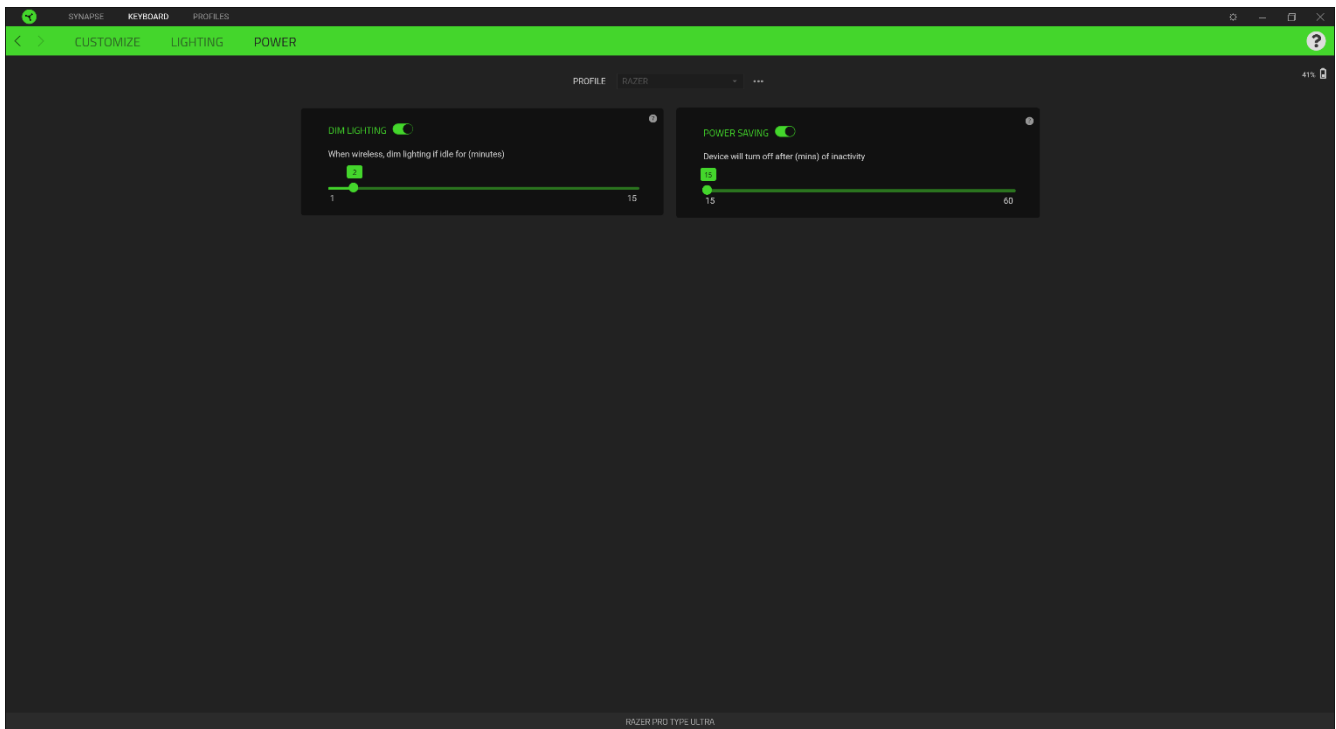 SYNAPSE KEYBOARD PROFILES
CUSTOMIZE LIGHTING POWER ?
41%
PROFILE RAZER
DIM LIGHTING
When wireless, dim lighting if idle for (minutes)
2
1 15
POWER SAVING
Device will turn off after (mins) of inactivity
15
15 60
RAZER PRO TYPE ULTRA